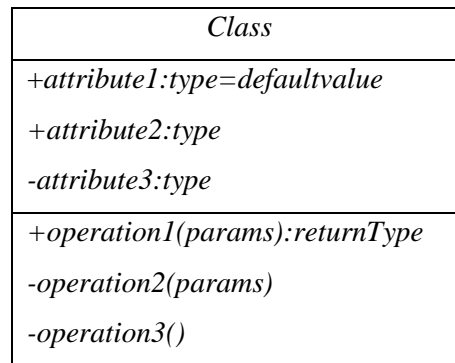 Class
+attribute1:type=defaultvalue
+attribute2:type
-attribute3:type
+operation1(params):returnType
-operation2(params)
-operation3()